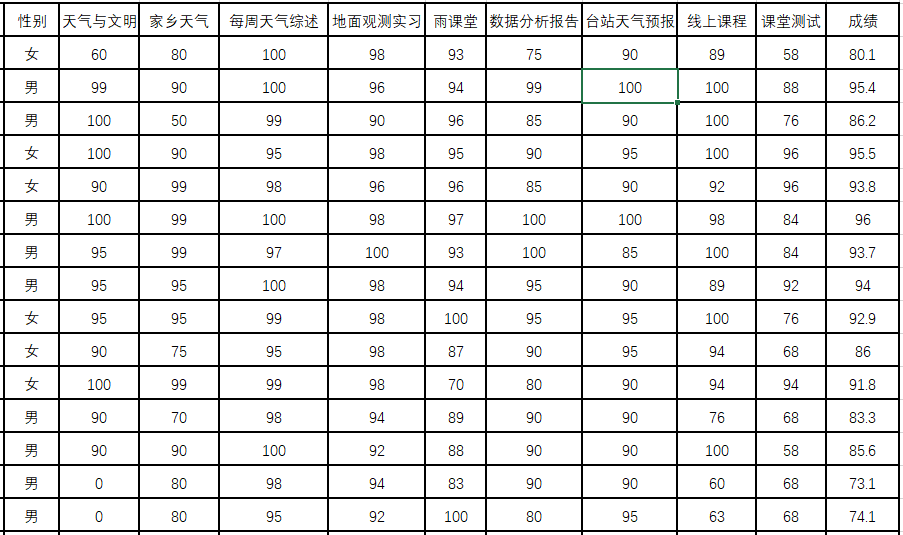 性别 天气与文明 家乡天气 每周天气综述 地面观测实习 雨课堂 数据分析报告 台站天气预报 线上课程 课堂测试 成绩
女 60 80 100 98 93 75 90 89 58 80.1
男 99 90 100 96 94 99 100 100 88 95.4
男 100 50 99 90 96 85 90 100 76 86.2
女 100 90 95 98 95 90 95 100 96 95.5
女 90 99 98 96 96 85 90 92 96 93.8
男 100 99 100 98 97 100 100 98 84 96
男 95 99 97 100 93 100 85 100 84 93.7
男 95 95 100 98 94 95 90 89 92 94
女 95 95 99 98 100 95 95 100 76 92.9
女 90 75 95 98 87 90 95 94 68 86
女 100 99 99 98 70 80 90 94 94 91.8
男 90 70 98 94 89 90 90 76 68 83.3
男 90 90 100 92 88 90 90 100 58 85.6
男 0 80 98 94 83 90 90 60 68 73.1
男 0 80 95 92 100 80 95 63 68 74.1